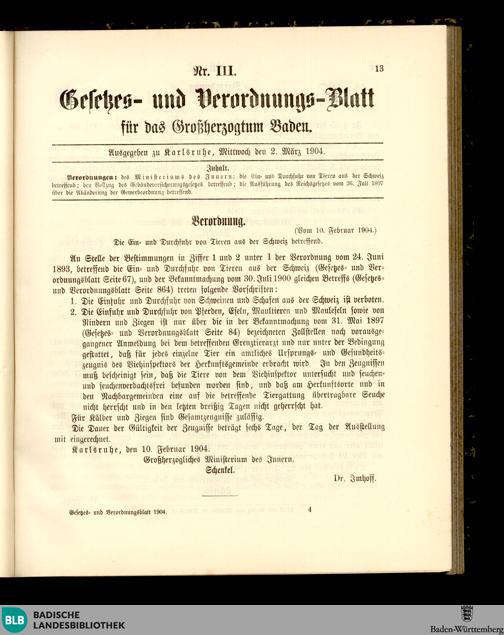 Nr. III.
13
Gesetzes- und Verordnungs-Blatt
für das Großherzogtum Baden.
Ausgegeben zu Karlsruhe, Mittwoch den 2. März 1904.
Inhalt.
Verordnungen: des Ministeriums des Innern: die Ein- und Durchfuhr von Tieren aus der Schweiz
betreffend; den Vollzug des Gebäudeversicherungsgesetzes betreffend; die Ausführung des Reichsgesetzes vom 26. Juli 1897
über die Abänderung der Gewerbeordnung betreffend.
Verordnung.
(Vom 10. Februar 1904.)
Die Ein- und Durchfuhr von Tieren aus der Schweiz betreffend.
An Stelle der Bestimmungen in Ziffer 1 und 2 unter I der Verordnung vom 24. Juni
1893, betreffend die Ein- und Durchfuhr von Tieren aus der Schweiz (Gesetzes- und Ver-
ordnungsblatt Seite 67), und der Bekanntmachung vom 30. Juli 1900 gleichen Betreffs (Gesetzes-
und Verordnungsblatt Seite 864) treten folgende Vorschriften:
1. Die Einfuhr und Durchfuhr von Schweinen und Schafen aus der Schweiz ist verboten.
2. Die Einfuhr und Durchfuhr von Pferden, Eseln, Maultieren und Mauleseln sowie von
Rindern und Ziegen ist nur über die in der Bekanntmachung vom 31. Mai 1897
(Gesetzes- und Verordnungsblatt Seite 84) bezeichneten Zollstellen nach vorausge-
gangener Anmeldung bei dem betreffenden Grenztierarzt und nur unter der Bedingung
gestattet, daß für jedes einzelne Tier ein amtliches Ursprungs- und Gesundheits-
zeugnis des Viehinspektors der Herkunftsgemeinde erbracht wird. In den Zeugnissen
muß bescheinigt sein, daß die Tiere von dem Viehinspektor untersucht und seuchen-
und seuchenverdachtsfrei befunden worden sind, und daß am Herkunftsorte und in
den Nachbargemeinden eine auf die betreffende Tiergattung übertragbare Seuche
nicht herrscht und in den letzten dreißig Tagen nicht geherrscht hat.
Für Kälber und Ziegen sind Gesamtzeugnisse zulässig.
Die Dauer der Gültigkeit der Zeugnisse beträgt sechs Tage, der Tag der Ausstellung
mit eingerechnet.
Karlsruhe, den 10. Februar 1904.
Großherzogliches Ministerium des Innern.
Schenkel.
Dr. Imhoff.
Gesetzes- und Verordnungsblatt 1904.
4
BLB BADISCHE
LANDESBIBLIOTHEK
Baden-Württemberg